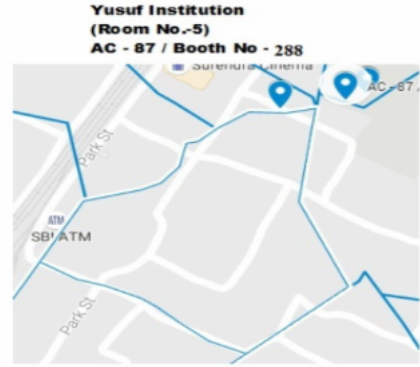 Yusuf Institution
(Room No.-5)
AC - 87 / Booth No - 288
Surendra Cinema
AC - 87
Park St
ATM
SBI ATM
Park St